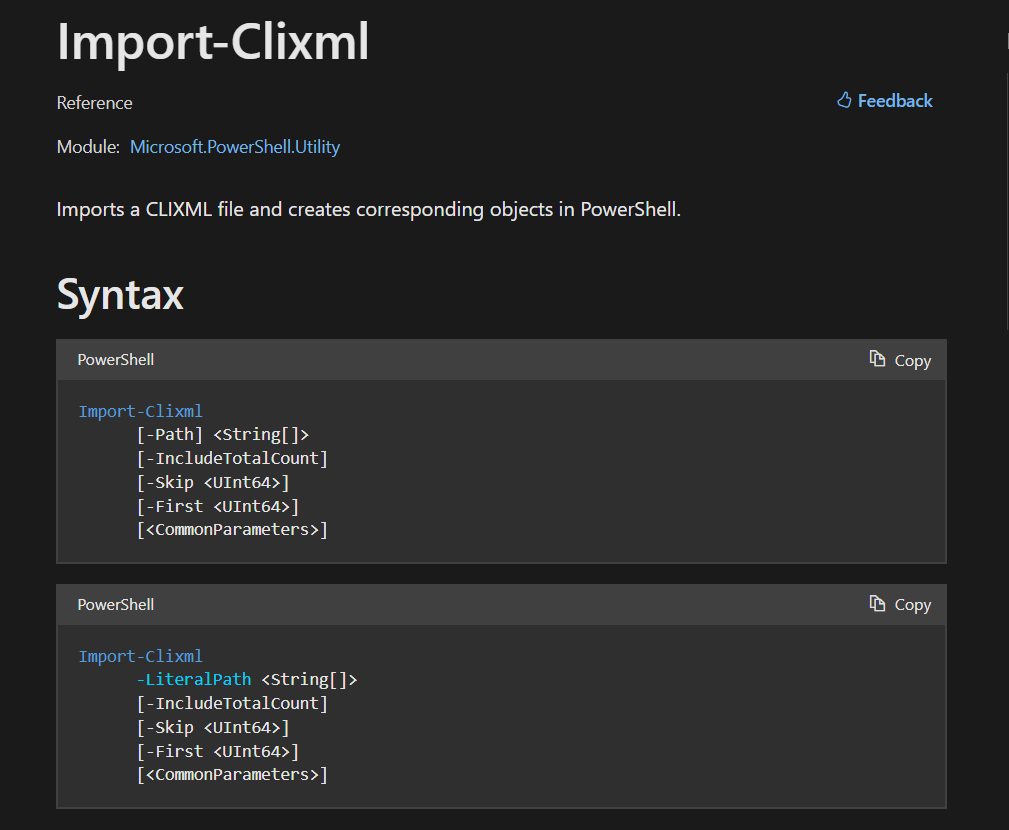 Import-Clixml
Reference
Feedback
Module: Microsoft.PowerShell.Utility
Imports a CLIXML file and creates corresponding objects in PowerShell.
Syntax
PowerShell
Copy
Import-Clixml
[-Path] <String[]>
[-IncludeTotalCount]
[-Skip <UInt64>]
[-First <UInt64>]
[<CommonParameters>]
PowerShell
Copy
Import-Clixml
-LiteralPath <String[]>
[-IncludeTotalCount]
[-Skip <UInt64>]
[-First <UInt64>]
[<CommonParameters>]